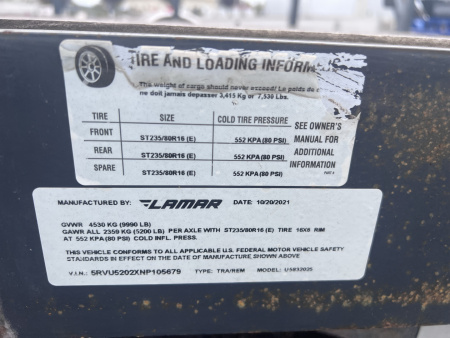 TIRE AND LOADING INFORM
The weight of cargo should never exceed/ Le poids du c
me doit jamais depasser 3,415 Kg or 7,530 Lbs.
TIRE SIZE COLD TIRE PRESSURE SEE OWNER'S MANUAL FOR ADDITIONAL INFORMATION
FRONT ST235/80R16 (E) 552 KPA (80 PSI)
REAR ST235/80R16 (E) 552 KPA (80 PSI)
SPARE ST235/80R16 (E) 552 KPA (80 PSI)
MANUFACTURED BY: LAMAR DATE: 10/20/2021
GVWR 4530 KG (9990 LB)
GAWR ALL 2359 KG (5200 LB) PER AXLE WITH ST235/80R16 (E) TIRE 16X6 RIM.
AT 552 KPA (80 PSI) COLD INFL. PRESS.
THIS VEHICLE CONFORMS TO ALL APPLICABLE U.S. FEDERAL MOTOR VEHICLE SAFETY
STANDARDS IN EFFECT ON THE DATE OF MANUFACTURE SHOWN ABOVE
V.I.N.: 5RVU5202XNP105679 TYPE: TRA/REM MODEL: